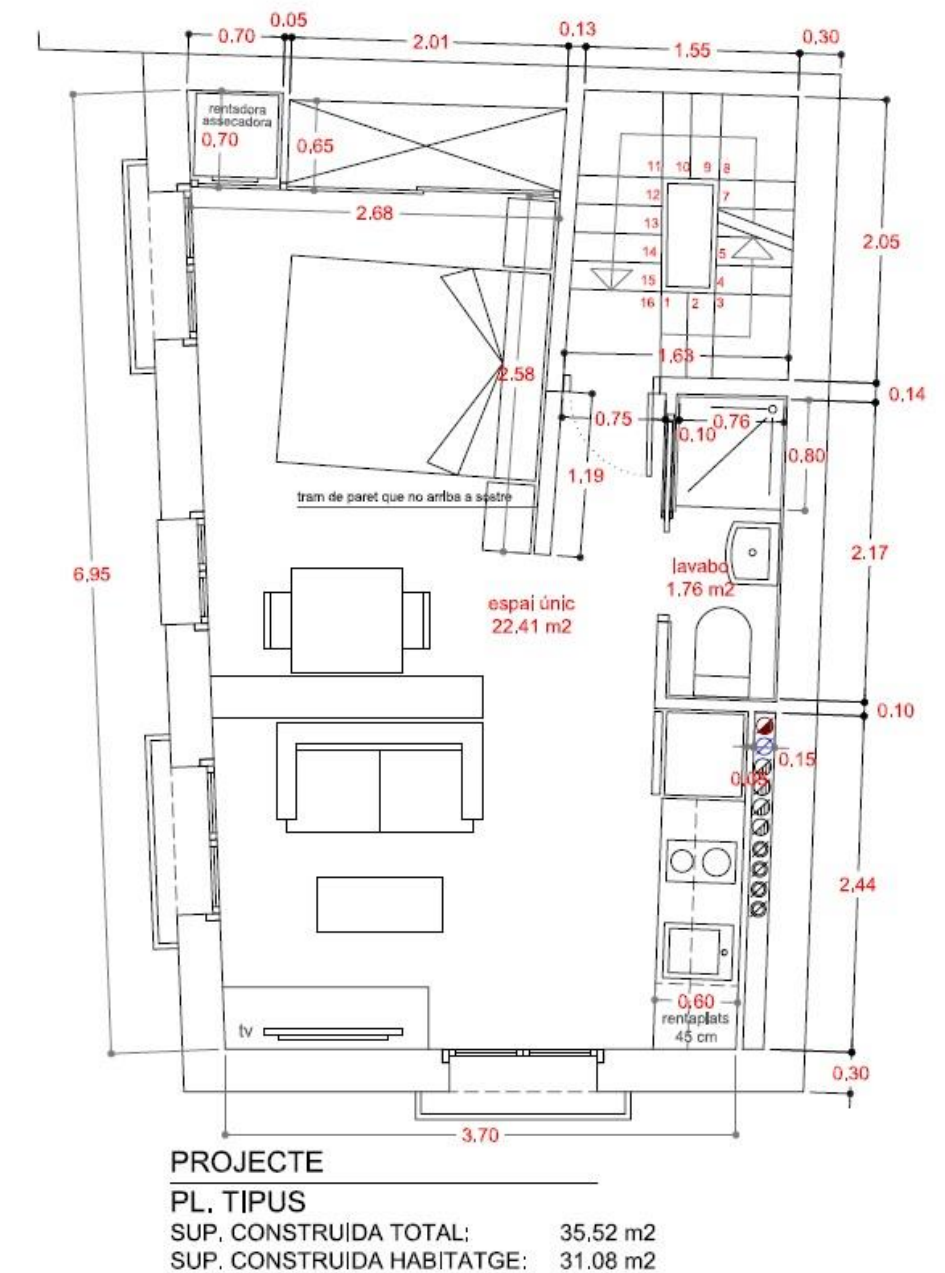 0.05
0.70
2.01
0.13
1.55
0,30
rentadora
assecadora
0,70
0,65
2.68
11 10 9 8
12 7
13
14 5
15 4
16 1 2 3
2.05
1.63
0.14
2.58
0.75
0.10
0.76
0.80
1,19
tram de paret que no arriba a sostre
6,95
lavabo
1.76 m2
2.17
espai únic
22.41 m2
0.10
0.15
0.05
2,44
0.60
rentaplats
45 cm
tv
0,30
3.70
PROJECTE
PL. TIPUS
SUP. CONSTRUIDA TOTAL: 35,52 m2
SUP. CONSTRUIDA HABITATGE: 31.08 m2